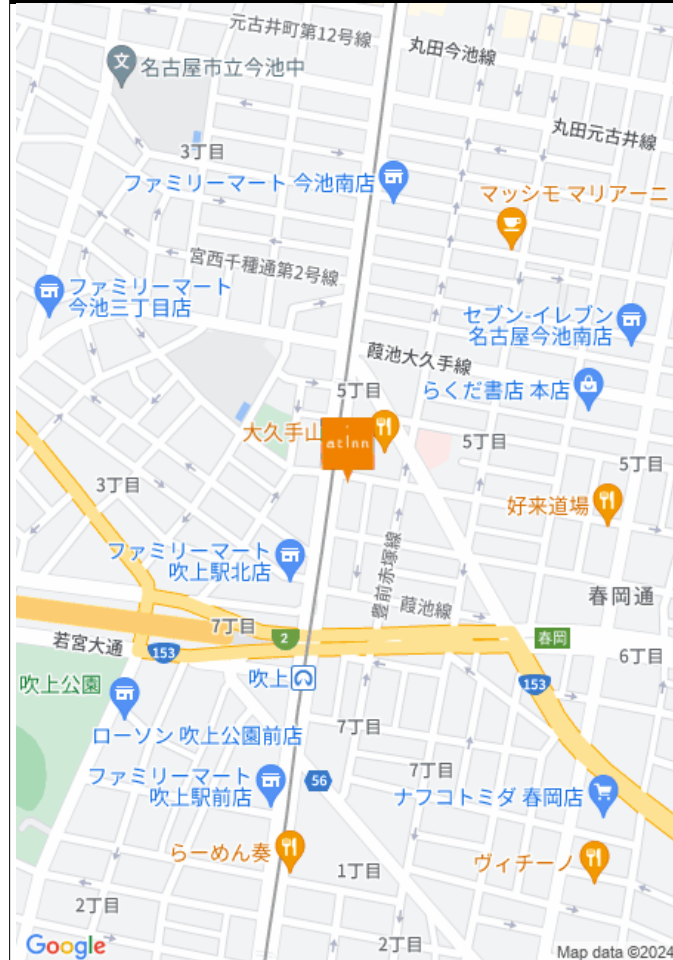 元古井町第12号線
丸田今池線
名古屋市立今池中
丸田元古井線
3丁目
ファミリーマート 今池南店
マッシモ マリアーニ
宮西千種通第2号線
ファミリーマート
今池三丁目店
セブン-イレブン
名古屋今池南店
葭池大久手線
5丁目
らくだ書店 本店
大久手山
atInn
5丁目
5丁目
3丁目
好来道場
ファミリーマート
吹上駅北店
豊前赤塚線
葭池線
春岡通
7丁目
2
春岡
若宮大通
153
6丁目
吹上
吹上公園
153
ローソン 吹上公園前店
7丁目
ファミリーマート
吹上駅前店
56
7丁目
ナフコトミダ 春岡店
らーめん奏
1丁目
ヴィチーノ
2丁目
2丁目
Google
Map data ©2024